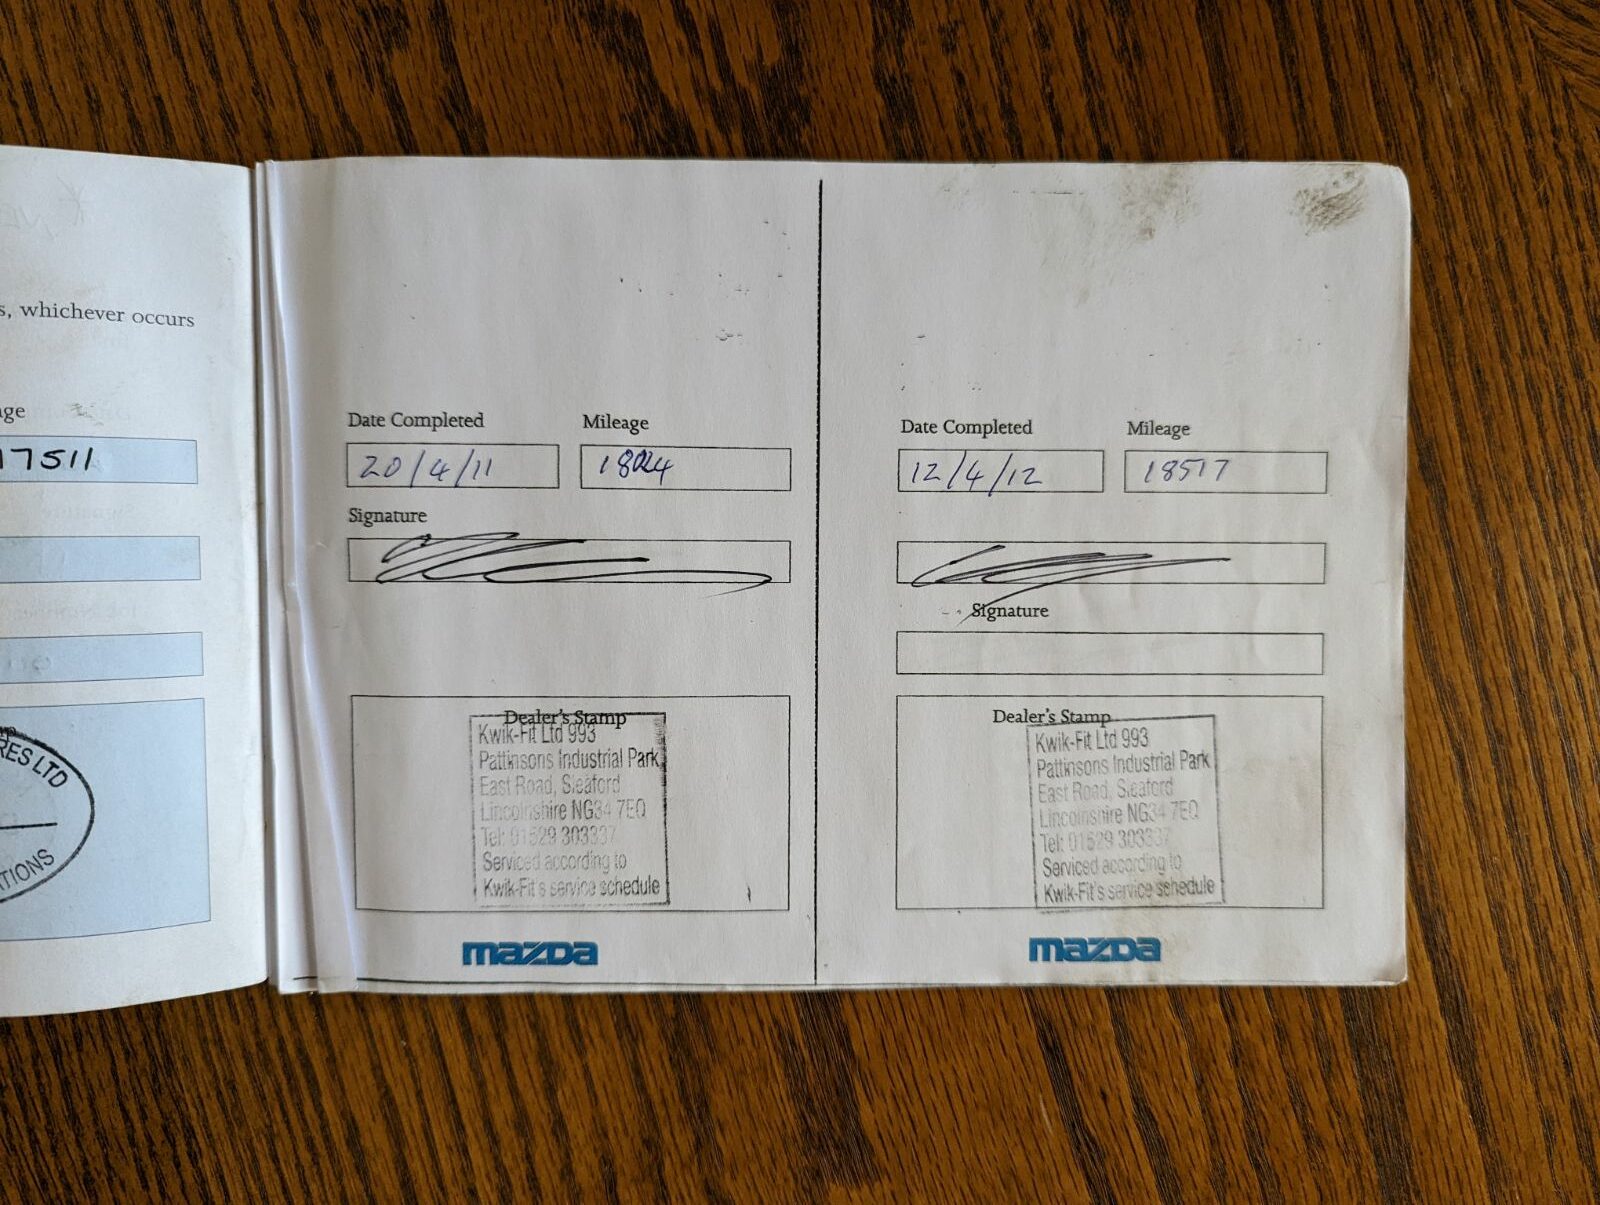 s, whichever occurs
ge
17511
RES LTD
TIONS
Date Completed Mileage
20/4/11 18024
Signature
Dealer's Stamp
Kwik-Fit Ltd 993
Pattinsons Industrial Park
East Road, Sleaford
Lincolnshire NG34 7EQ
Tel: 01529 303337
Serviced according to
Kwik-Fit's service schedule
mazda
Date Completed Mileage
12/4/12 18517
Signature
Dealer's Stamp
Kwik-Fit Ltd 993
Pattinsons Industrial Park
East Road, Sleaford
Lincolnshire NG34 7EQ
Tel: 01529 303337
Serviced according to
Kwik-Fit's service schedule
mazda